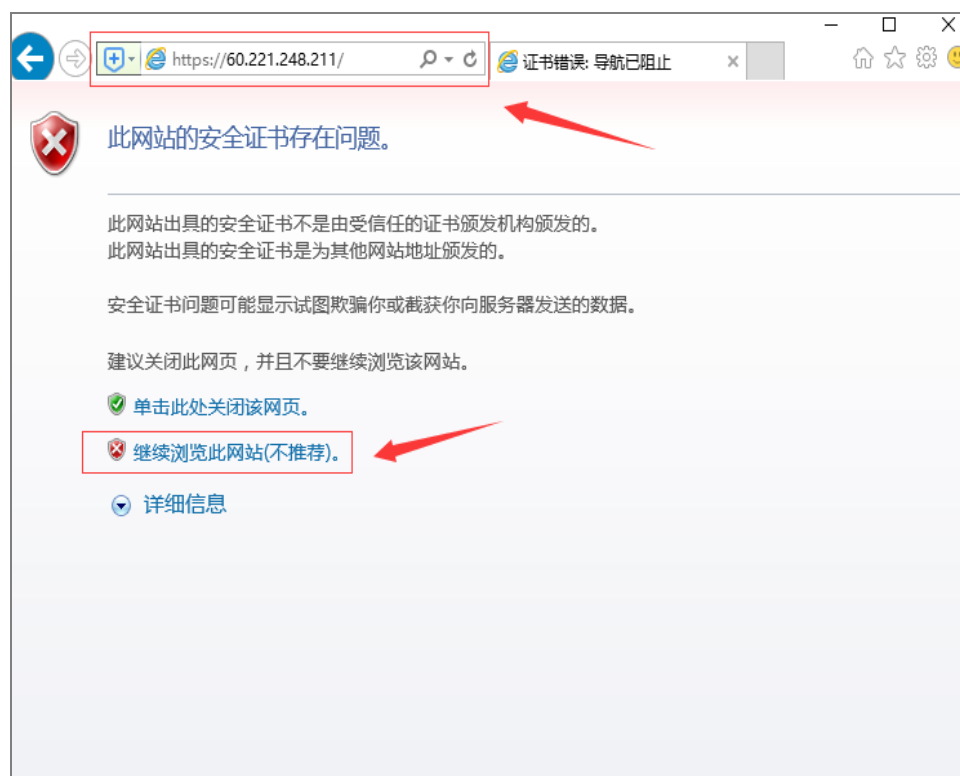 https://60.221.248.211/
证书错误: 导航已阻止
此网站的安全证书存在问题。
此网站出具的安全证书不是由受信任的证书颁发机构颁发的。
此网站出具的安全证书是为其他网站地址颁发的。
安全证书问题可能显示试图欺骗你或截获你向服务器发送的数据。
建议关闭此网页，并且不要继续浏览该网站。
单击此处关闭该网页。
继续浏览此网站(不推荐)。
详细信息